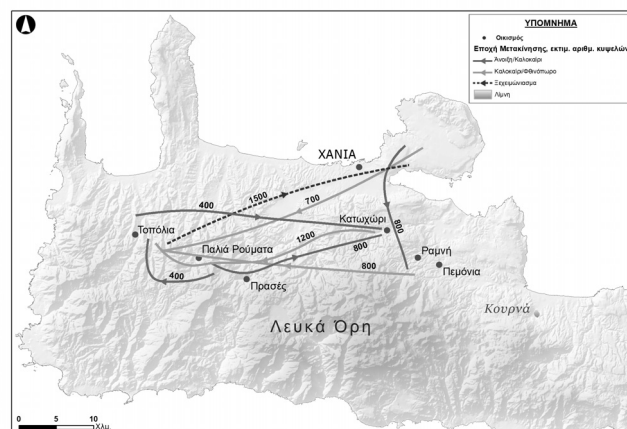 ΥΠΟΜΝΗΜΑ
Οικισμός
Εποχή Μετακίνησης, εκτιμ. αριθμ. κυψελών
Άνοιξη/Καλοκαίρι
Καλοκαίρι/Φθινόπωρο
Ξεχειμώνιασμα
Λίμνη
ΧΑΝΙΑ
1500
400
700
Τοπόλια
Κατωχώρι
800
1200
Παλιά Ρούματα
800
Ραμνή
Πεμόνια
400
800
Πρασές
Κουρνά
Λευκά Όρη
0 5 10
Χλμ.